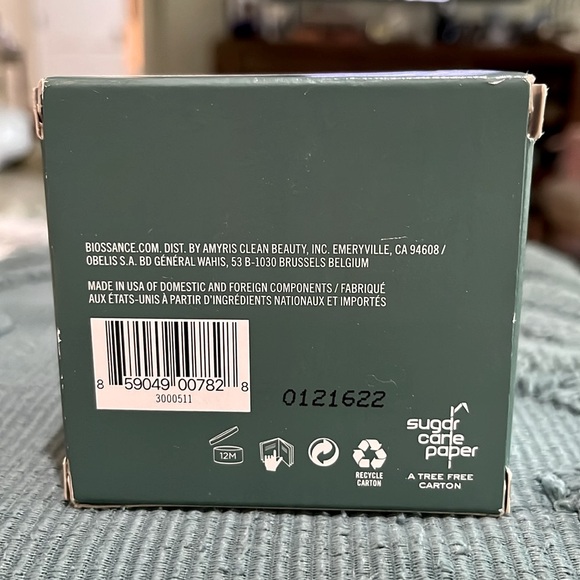 BIOSSANCE.COM. DIST. BY AMYRIS CLEAN BEAUTY, INC. EMERYVILLE, CA 94608 /
OBELIS S.A. BD GÉNÉRAL WAHIS, 53 B-1030 BRUSSELS BELGIUM
MADE IN USA OF DOMESTIC AND FOREIGN COMPONENTS / FABRIQUÉ
AUX ÉTATS-UNIS À PARTIR D'INGRÉDIENTS NATIONAUX ET IMPORTÉS
8 59049 00782 8
3000511
0121622
12M
RECYCLE
CARTON
sugar
cane
paper
A TREE FREE
CARTON